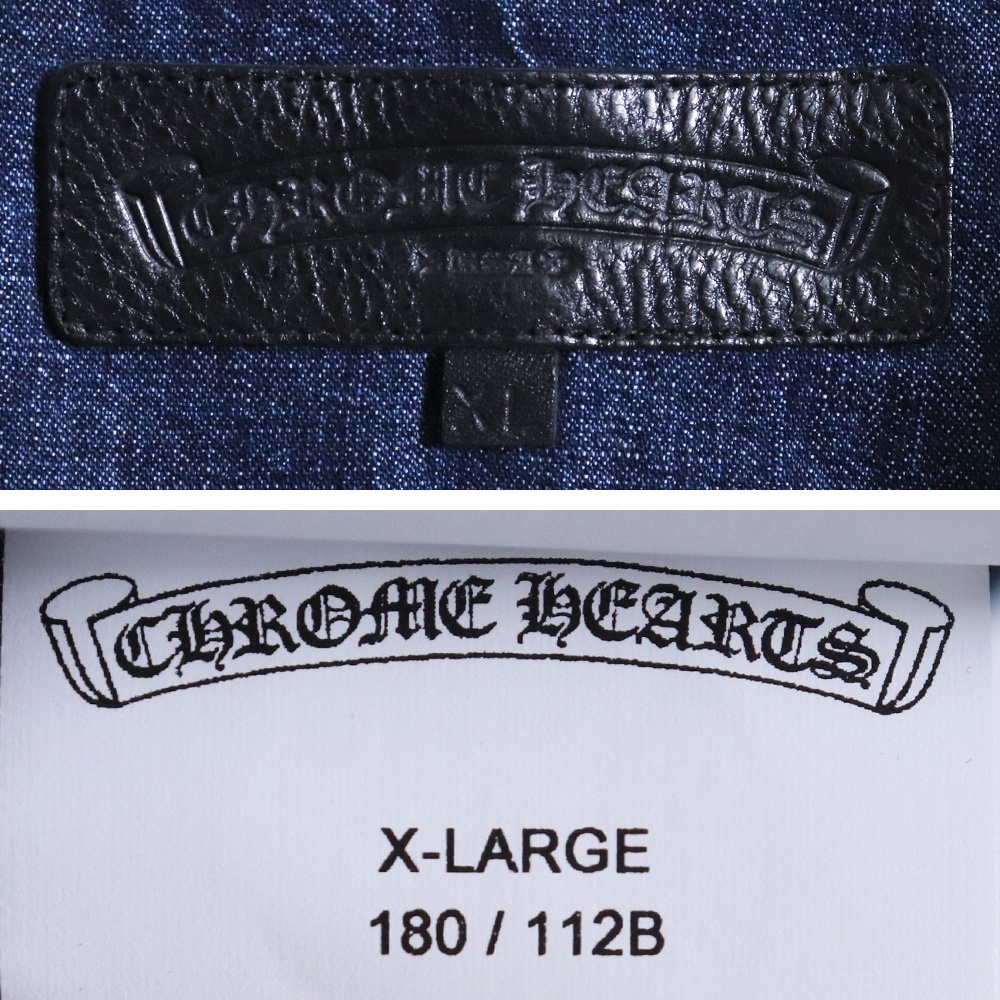 CHROME HEARTS
XL
CHROME HEARTS
X-LARGE
180 / 112B